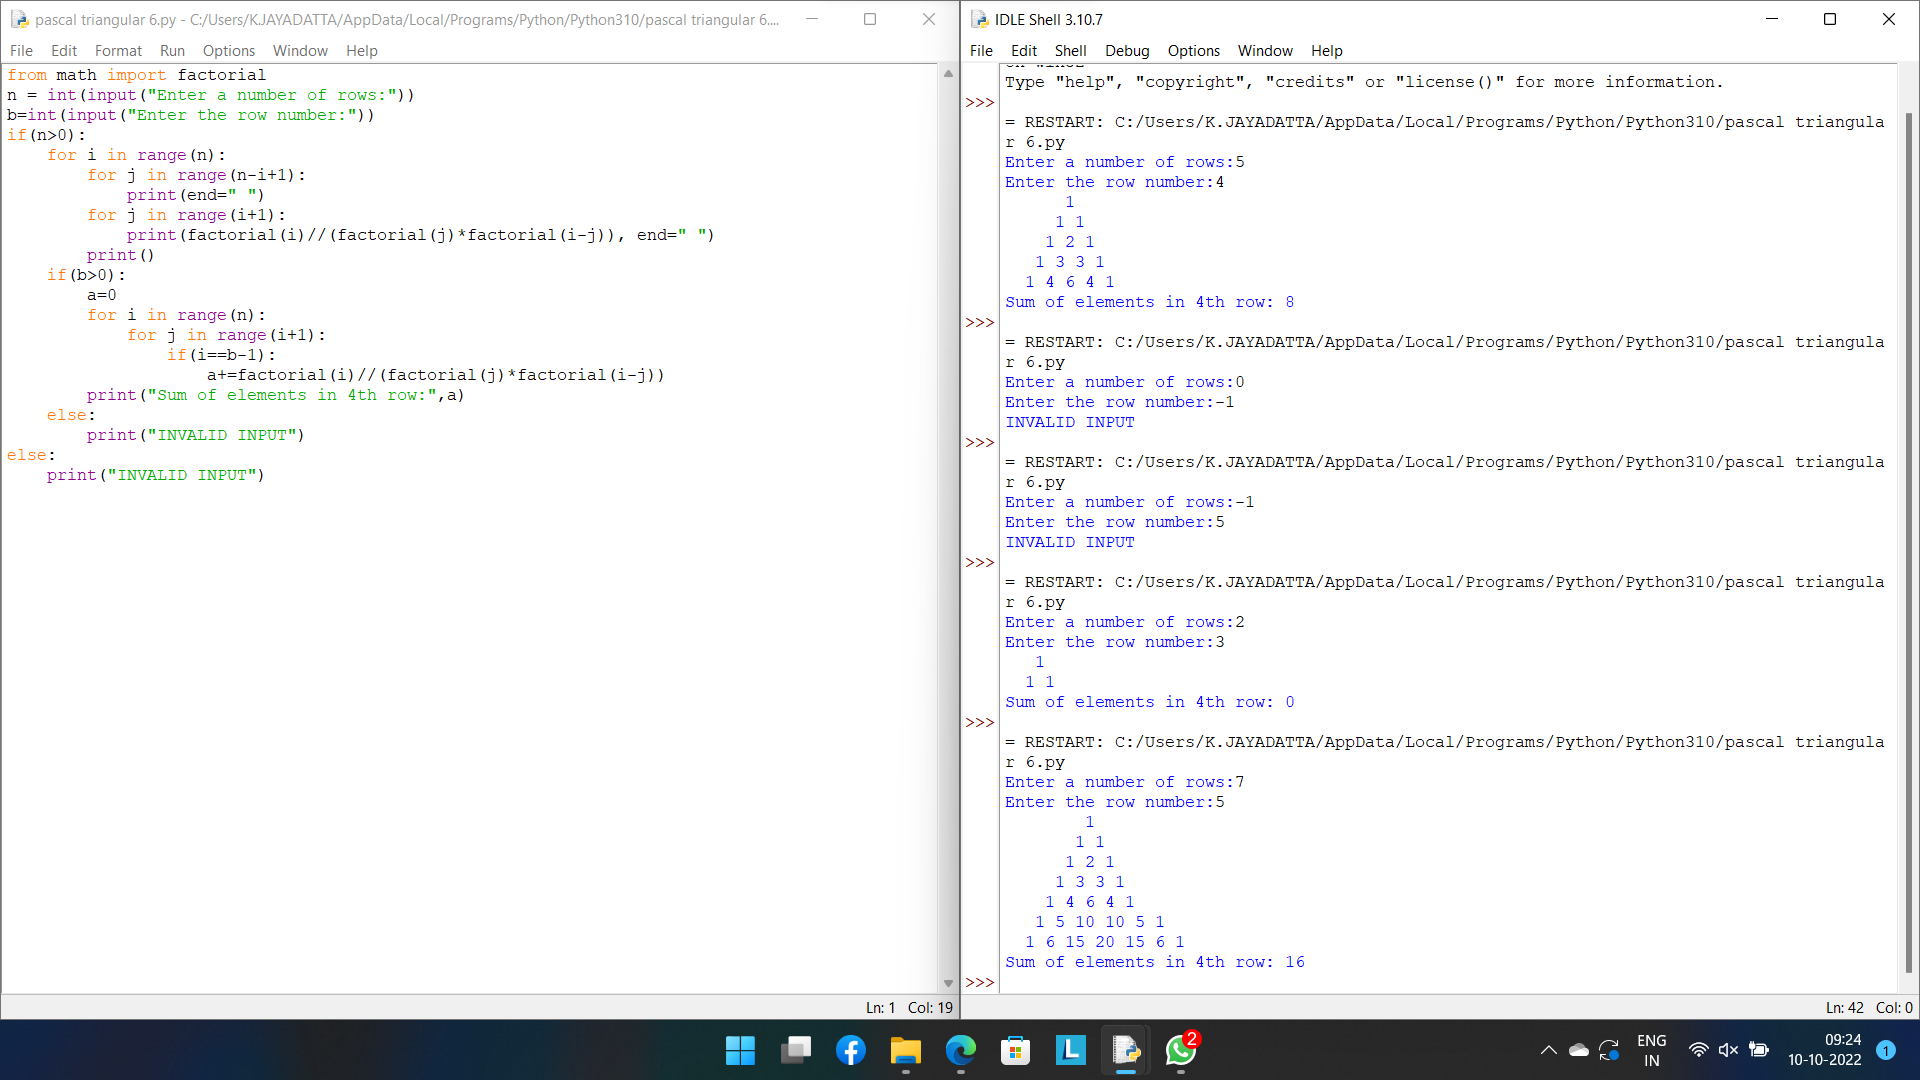 pascal triangular 6.py - C:/Users/K.JAYADATTA/AppData/Local/Programs/Python/Python310/pascal triangular 6....
File Edit Format Run Options Window Help
from math import factorial
n = int(input("Enter a number of rows:"))
b=int(input("Enter the row number:"))
if(n>0):
    for i in range(n):
        for j in range(n-i+1):
            print(end=" ")
        for j in range(i+1):
            print(factorial(i)//(factorial(j)*factorial(i-j)), end=" ")
        print()
    if(b>0):
        a=0
        for i in range(n):
            for j in range(i+1):
                if(i==b-1):
                    a+=factorial(i)//(factorial(j)*factorial(i-j))
        print("Sum of elements in 4th row:",a)
    else:
        print("INVALID INPUT")
else:
    print("INVALID INPUT")
Ln: 1 Col: 19
IDLE Shell 3.10.7
File Edit Shell Debug Options Window Help
Type "help", "copyright", "credits" or "license()" for more information.
>>>
= RESTART: C:/Users/K.JAYADATTA/AppData/Local/Programs/Python/Python310/pascal triangula
r 6.py
Enter a number of rows:5
Enter the row number:4
      1
     1 1
    1 2 1
   1 3 3 1
  1 4 6 4 1
Sum of elements in 4th row: 8
>>>
= RESTART: C:/Users/K.JAYADATTA/AppData/Local/Programs/Python/Python310/pascal triangula
r 6.py
Enter a number of rows:0
Enter the row number:-1
INVALID INPUT
>>>
= RESTART: C:/Users/K.JAYADATTA/AppData/Local/Programs/Python/Python310/pascal triangula
r 6.py
Enter a number of rows:-1
Enter the row number:5
INVALID INPUT
>>>
= RESTART: C:/Users/K.JAYADATTA/AppData/Local/Programs/Python/Python310/pascal triangula
r 6.py
Enter a number of rows:2
Enter the row number:3
   1
  1 1
Sum of elements in 4th row: 0
>>>
= RESTART: C:/Users/K.JAYADATTA/AppData/Local/Programs/Python/Python310/pascal triangula
r 6.py
Enter a number of rows:7
Enter the row number:5
        1
       1 1
      1 2 1
     1 3 3 1
    1 4 6 4 1
   1 5 10 10 5 1
  1 6 15 20 15 6 1
Sum of elements in 4th row: 16
>>>
Ln: 42 Col: 0
L
2
ENG
IN
09:24
10-10-2022
1